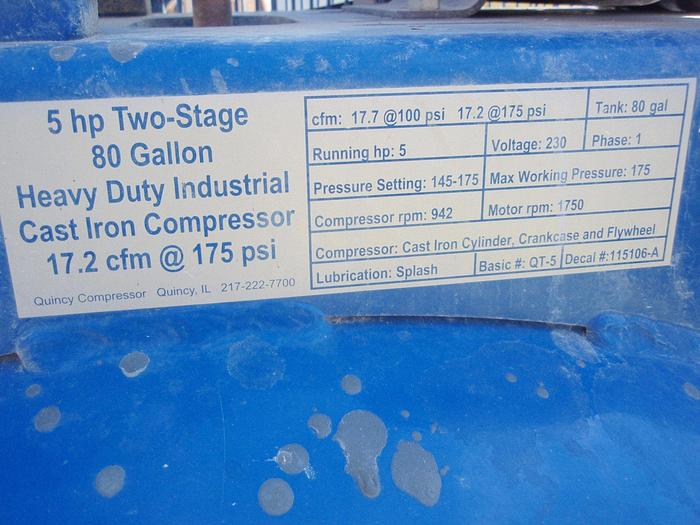 5 hp Two-Stage
80 Gallon
Heavy Duty Industrial
Cast Iron Compressor
17.2 cfm @ 175 psi
Quincy Compressor Quincy, IL 217-222-7700
cfm: 17.7 @100 psi 17.2 @175 psi Tank: 80 gal
Running hp: 5 Voltage: 230 Phase: 1
Pressure Setting: 145-175 Max Working Pressure: 175
Compressor rpm: 942 Motor rpm: 1750
Compressor: Cast Iron Cylinder, Crankcase and Flywheel
Lubrication: Splash Basic #: QT-5 Decal #:115106-A